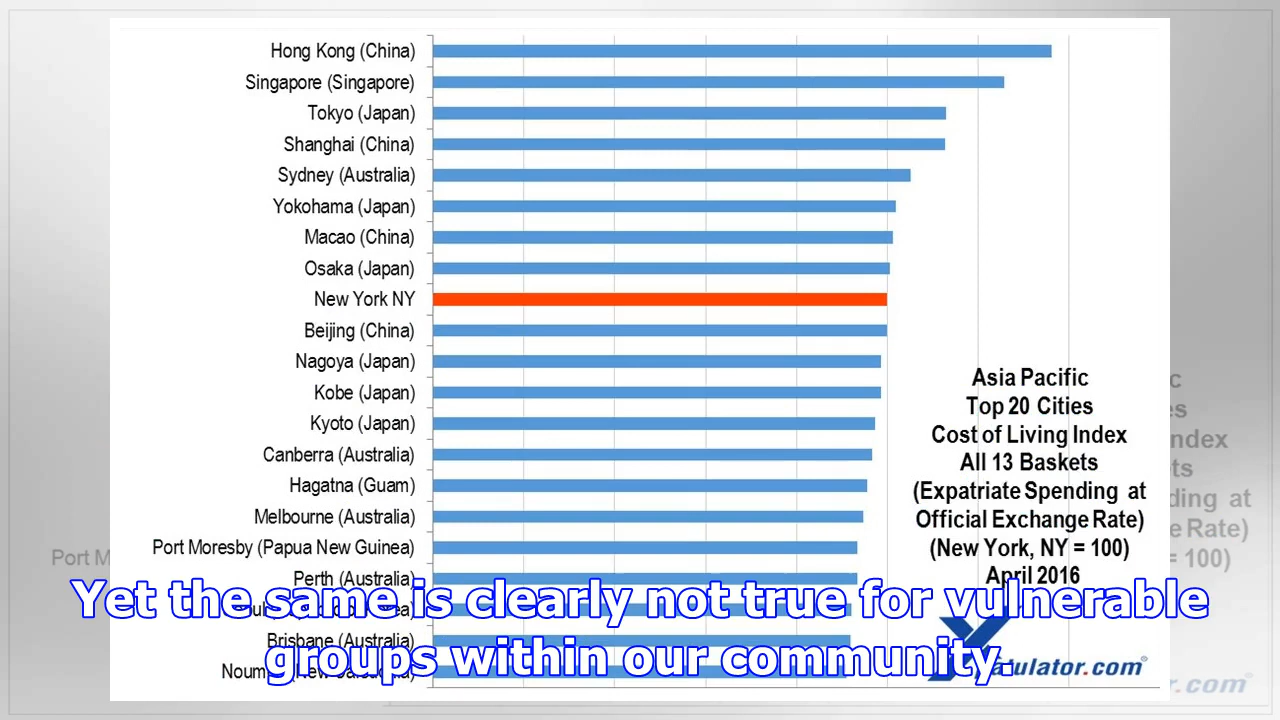 Hong Kong (China)
Singapore (Singapore)
Tokyo (Japan)
Shanghai (China)
Sydney (Australia)
Yokohama (Japan)
Macao (China)
Osaka (Japan)
New York NY
Beijing (China)
Nagoya (Japan)
Kobe (Japan)
Kyoto (Japan)
Canberra (Australia)
Hagatna (Guam)
Melbourne (Australia)
Port Moresby (Papua New Guinea)
Perth (Australia)
Brisbane (Australia)
Asia Pacific
Top 20 Cities
Cost of Living Index
All 13 Baskets
(Expatriate Spending at
Official Exchange Rate)
(New York, NY = 100)
April 2016
Yet the same is clearly not true for vulnerable
groups within our community.